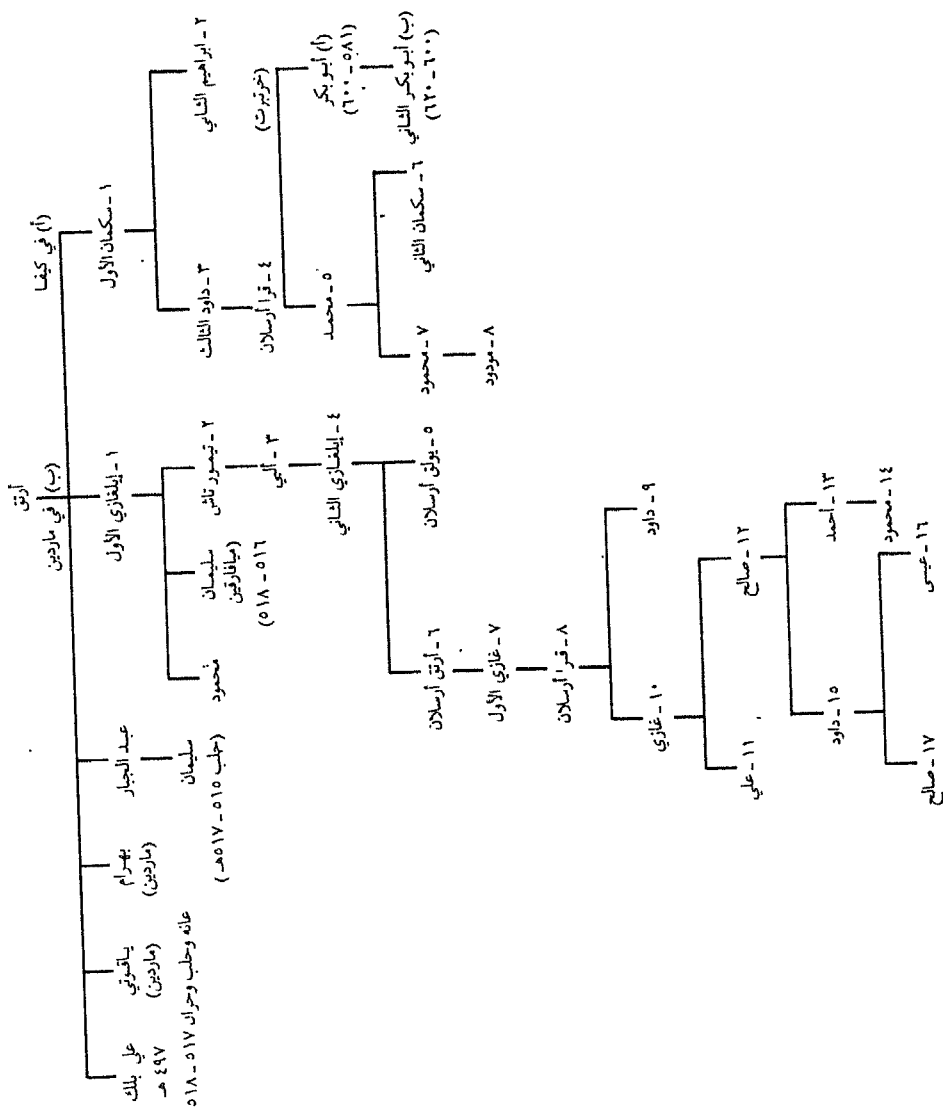 أرتق
(أ) في كيفا
(ب) في ماردين
١ - سكمان الأول
٢ - ابراهيم الثاني
٣ - داود الثالث
٤ - قرا أرسلان
(خرتبرت)
٥ - محمد
(أ) أبو بكر
(٥٨١ - ٦٠٠)
(ب) أبو بكر الثاني
(٦٠٠ - ٦٢٠)
٦ - سكمان الثاني
٧ - محمود
٨ - مودود
١ - إيلغازي الأول
٢ - تيمور تاش
سليمان
(ميافارقين
٥١٦ - ٥١٨)
محمود
٣ - ألبي
٤ - إيلغازي الثاني
٥ - يولق أرسلان
٦ - أرتق أرسلان
٧ - غازي الأول
٨ - قرا أرسلان
٩ - داود
١٠ - غازي
١١ - علي
١٢ - صالح
١٣ - أحمد
١٤ - محمود
١٥ - داود
١٦ - عيسى
١٧ - صالح
عبد الجبار
سليمان
(حلب ٥١٥ - ٥١٧هـ)
بهرام
(ماردين)
ياقوتي
(ماردين)
علي بلك
٤٩٧ هـ
عانه وحلب وحران ٥١٧ - ٥١٨